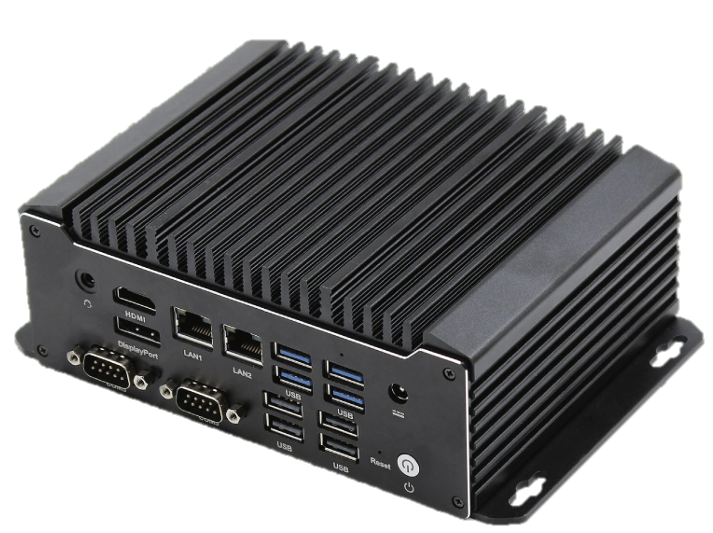 HDMI
DisplayPort
LAN1
LAN2
USB
USB
USB
USB
Reset